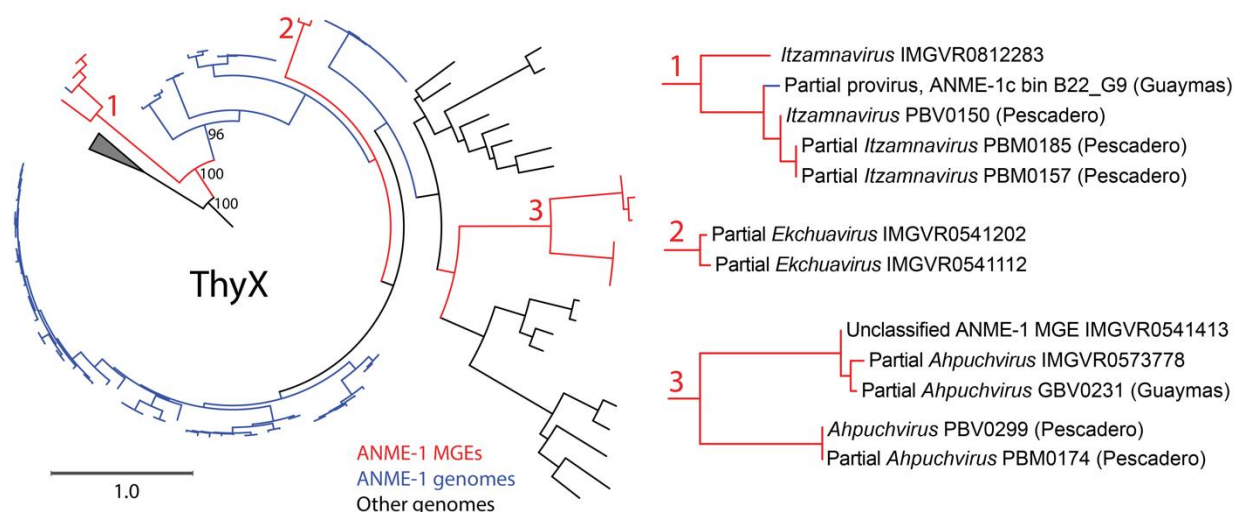 2
1
96
100
100
3
ThyX
ANME-1 MGEs
ANME-1 genomes
Other genomes
1.0
1
Itzamnavirus IMGVR0812283
Partial provirus, ANME-1c bin B22_G9 (Guaymas)
Itzamnavirus PBV0150 (Pescadero)
Partial Itzamnavirus PBM0185 (Pescadero)
Partial Itzamnavirus PBM0157 (Pescadero)
2
Partial Ekchuavirus IMGVR0541202
Partial Ekchuavirus IMGVR0541112
3
Unclassified ANME-1 MGE IMGVR0541413
Partial Ahpuchvirus IMGVR0573778
Partial Ahpuchvirus GBV0231 (Guaymas)
Ahpuchvirus PBV0299 (Pescadero)
Partial Ahpuchvirus PBM0174 (Pescadero)